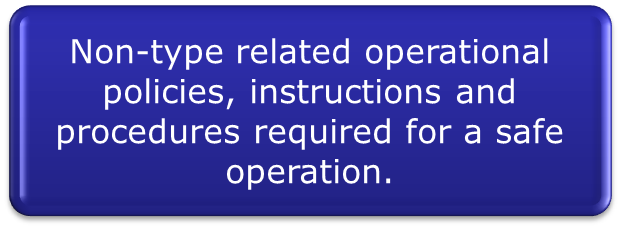 Non-type related operational
policies, instructions and
procedures required for a safe
operation.